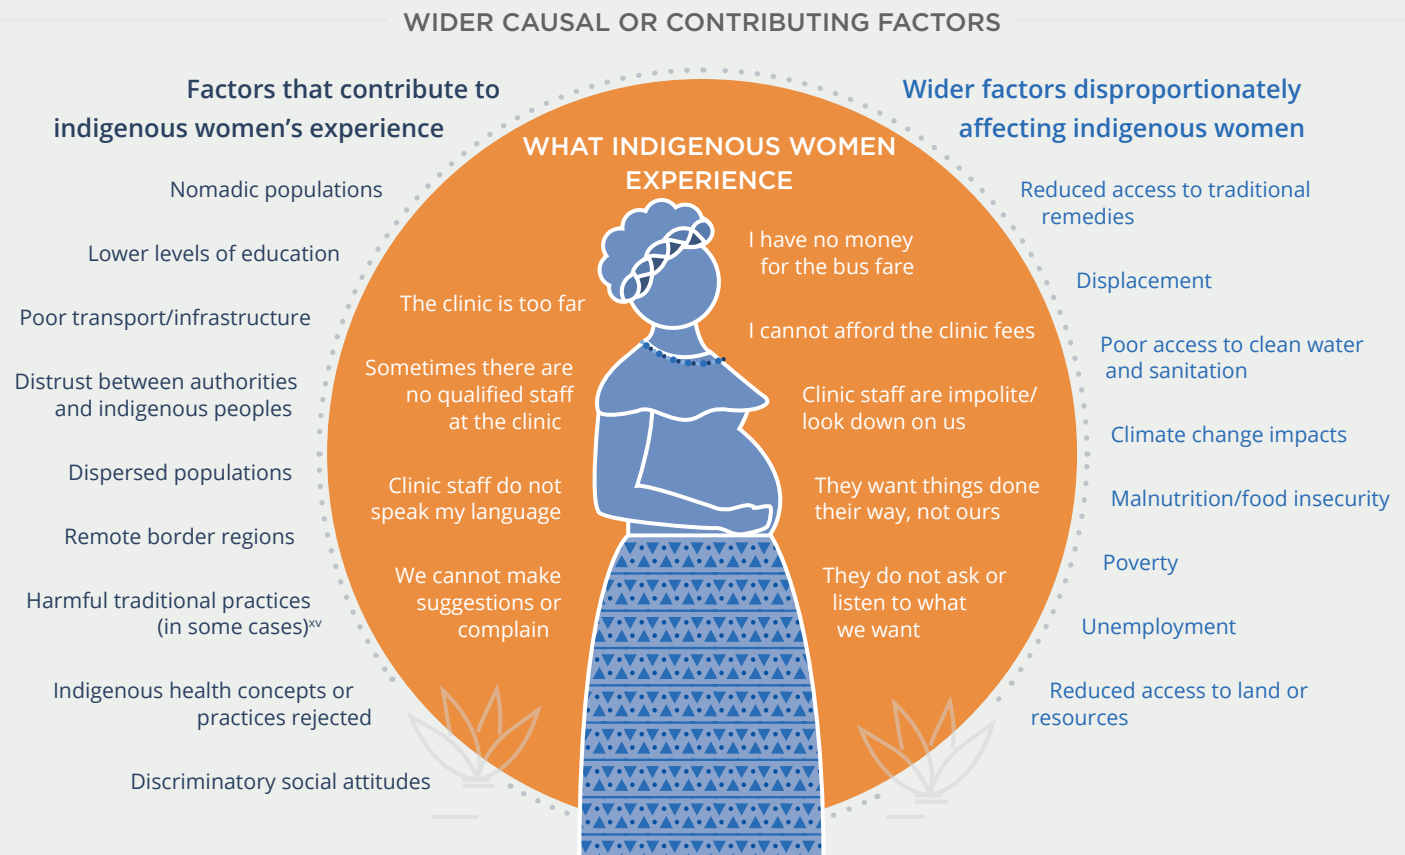 WIDER CAUSAL OR CONTRIBUTING FACTORS
Factors that contribute to
indigenous women’s experience
Nomadic populations
Lower levels of education
Poor transport/infrastructure
Distrust between authorities
and indigenous peoples
Dispersed populations
Remote border regions
Harmful traditional practices
(in some cases)xv
Indigenous health concepts or
practices rejected
Discriminatory social attitudes
WHAT INDIGENOUS WOMEN
EXPERIENCE
The clinic is too far
Sometimes there are
no qualified staff
at the clinic
Clinic staff do not
speak my language
We cannot make
suggestions or
complain
I have no money
for the bus fare
I cannot afford the clinic fees
Clinic staff are impolite/
look down on us
They want things done
their way, not ours
They do not ask or
listen to what
we want
Wider factors disproportionately
affecting indigenous women
Reduced access to traditional
remedies
Displacement
Poor access to clean water
and sanitation
Climate change impacts
Malnutrition/food insecurity
Poverty
Unemployment
Reduced access to land or
resources